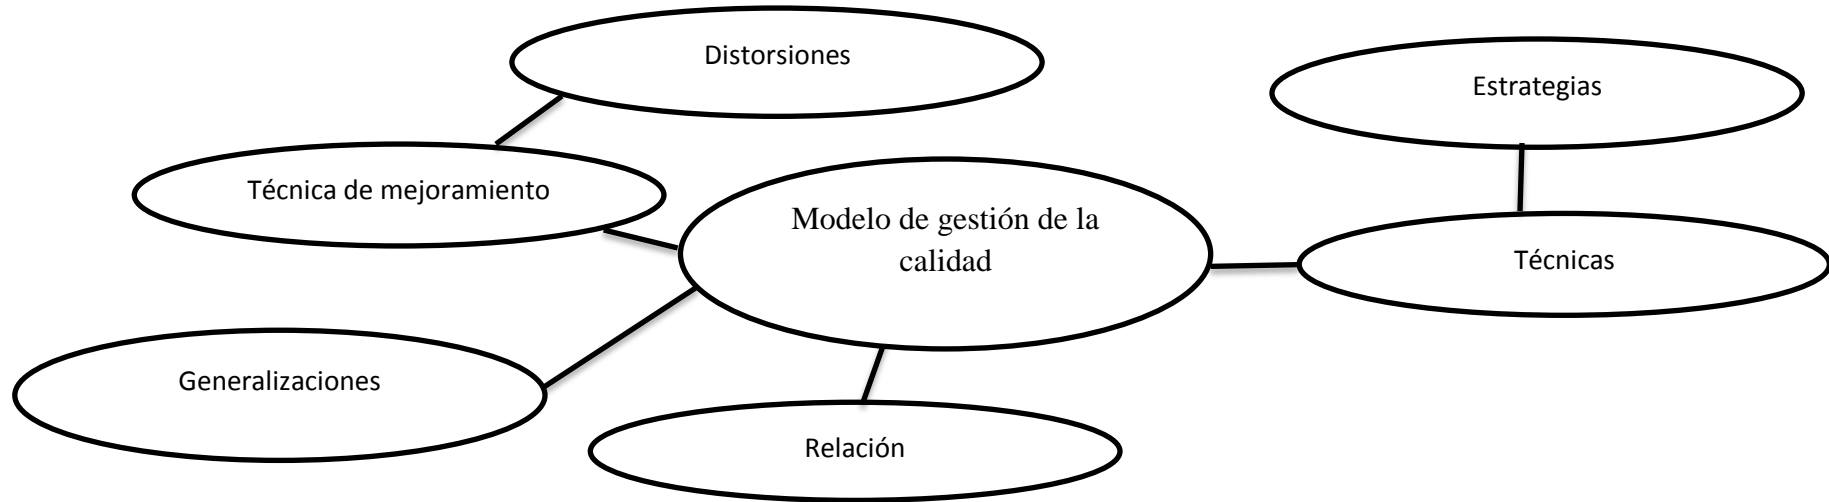 Distorsiones
Estrategias
Técnica de mejoramiento
Modelo de gestión de la
calidad
Técnicas
Generalizaciones
Relación